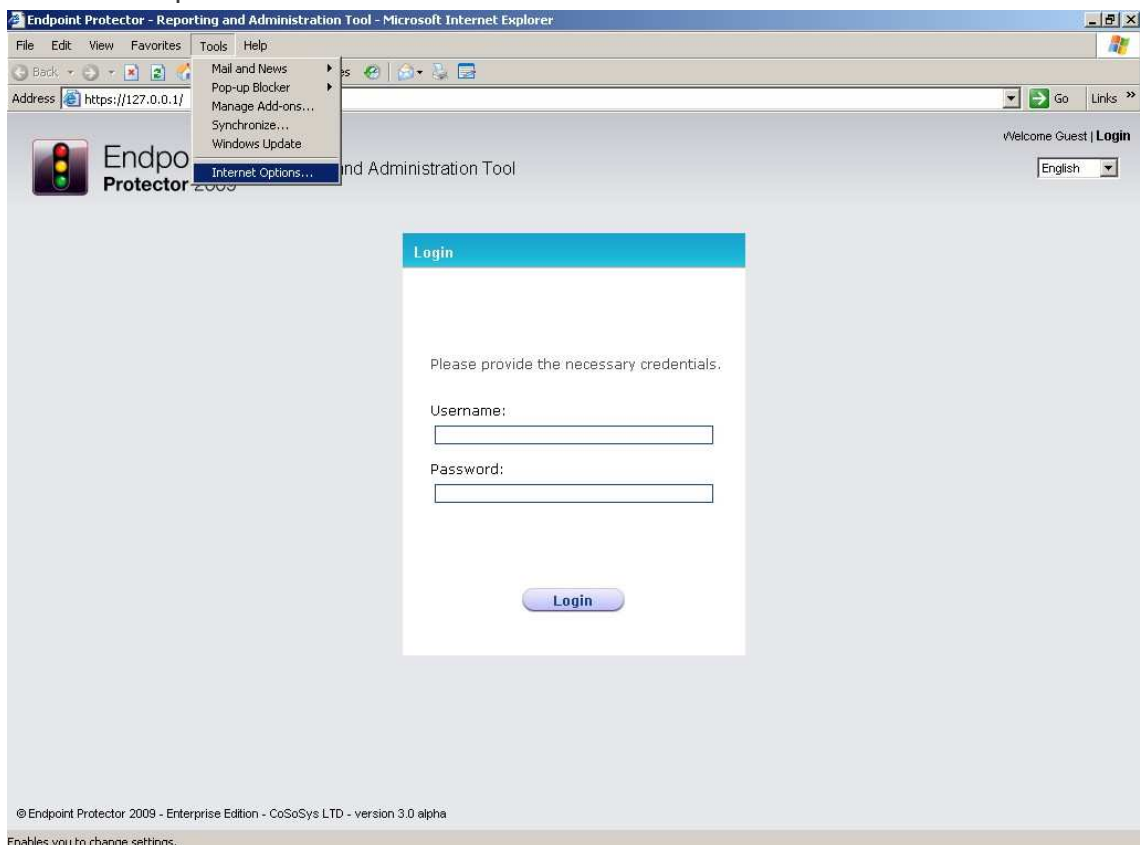 Endpoint Protector - Reporting and Administration Tool - Microsoft Internet Explorer
File Edit View Favorites Tools Help
Back
Mail and News
Pop-up Blocker
Manage Add-ons...
Synchronize...
Windows Update
Internet Options...
Address https://127.0.0.1/ Go Links »
Welcome Guest | Login
English
Endpo
Protector 2009
and Administration Tool
Login
Please provide the necessary credentials.
Username:
Password:
Login
© Endpoint Protector 2009 - Enterprise Edition - CoSoSys LTD - version 3.0 alpha
Enables you to change settings.